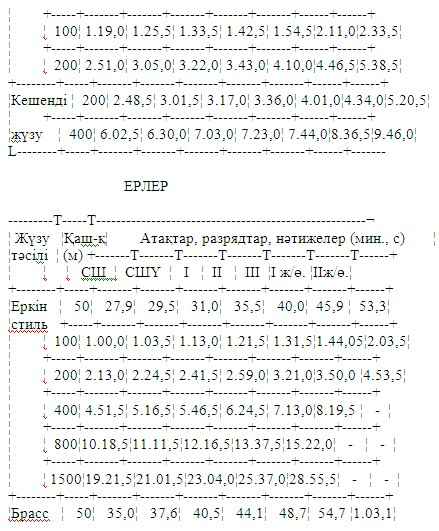 +-----+-------+-------+------+-------+------+------+
¦ ¦ 100¦ 1.19,0¦ 1.25,5¦ 1.33,5¦ 1.42,5¦ 1.54,5¦2.11,0¦2.33,5¦
¦ +-----+-------+-------+------+-------+------+------+
¦ ¦ 200¦ 2.51,0¦ 3.05,0¦ 3.22,0¦ 3.43,0¦ 4.10,0¦4.46,5¦5.38,5¦
+--------+-----+-------+-------+------+-------+------+------+
¦Кешенді¦ 200¦ 2.48,5¦ 3.01,5¦ 3.17,0¦ 3.36,0¦ 4.01,0¦4.34,0¦5.20,5¦
¦ +-----+-------+-------+------+-------+------+------+
¦жүзу ¦ 400¦ 6.02,5¦ 6.30,0¦ 7.03,0¦ 7.23,0¦ 7.44,0¦8.36,5¦9.46,0¦
L--------+-----+-------+-------+------+-------+------+-------
ЕРЛЕР
---------T-----T------------------------------------------------¬
¦ Жүзу ¦Қаш-қ¦ Атақтар, разрядтар, нәтижелер (мин., с) ¦
¦ тәсілі ¦(м) +-------T-------T------T-------T------T------+
¦ ¦ ¦ СШ ¦ СШҮ ¦ I ¦ II ¦ III ¦I ж/ө. ¦IIж/ө.¦
+--------+-----+-------+-------+------+-------+------+------+
¦Еркін ¦ 50¦ 27,9¦ 29,5¦ 31,0¦ 35,5¦ 40,0¦ 45,9 ¦ 53,3¦
¦стиль +-----+-------+-------+------+-------+------+------+
¦ ¦ 100¦ 1.00,0¦ 1.03,5¦ 1.13,0¦ 1.21,5¦ 1.31,5¦1.44,05¦2.03,5¦
¦ +-----+-------+-------+------+-------+------+------+
¦ ¦ 200¦ 2.13,0¦ 2.24,5¦ 2.41,5¦ 2.59,0¦ 3.21,0¦3.50,0 ¦4.53,5¦
¦ +-----+-------+-------+------+-------+------+------+
¦ ¦ 400¦ 4.51,5¦ 5.16,5¦ 5.46,5¦ 6.24,5¦ 7.13,0¦8.19,5 ¦ - ¦
¦ +-----+-------+-------+------+-------+------+------+
¦ ¦ 800¦10.18,5¦11.11,5¦12.16,5¦13.37,5¦15.22,0¦ - ¦ - ¦
¦ +-----+-------+-------+------+-------+------+------+
¦ ¦1500¦19.21,5¦21.01,5¦23.04,0¦25.37,0¦28.55,5¦ - ¦ - ¦
+--------+-----+-------+-------+------+-------+------+------+
¦Брасс ¦ 50¦ 35,0¦ 37,6¦ 40,5¦ 44,1¦ 48,7¦ 54,7 ¦1.03,1¦